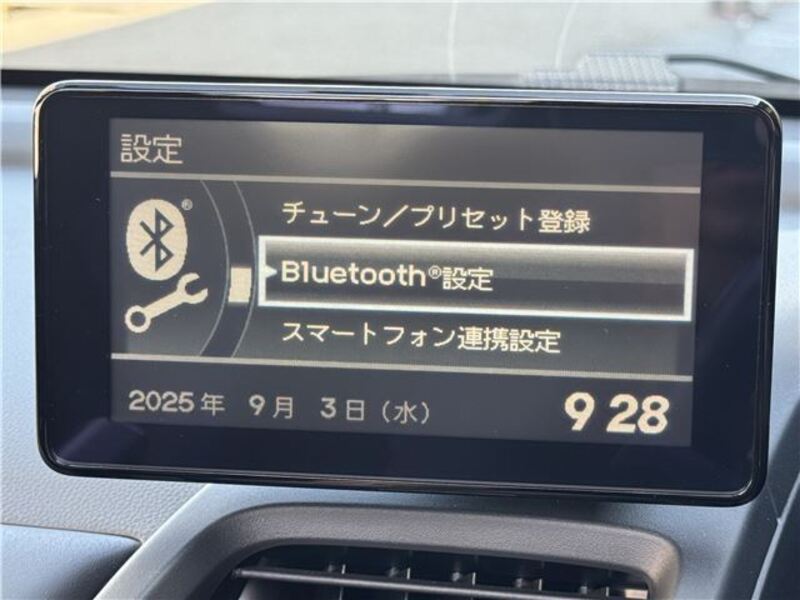 設定
®
チューン／プリセット登録
Bluetooth®設定
スマートフォン連携設定
2025年 9月 3日（水） 9 28